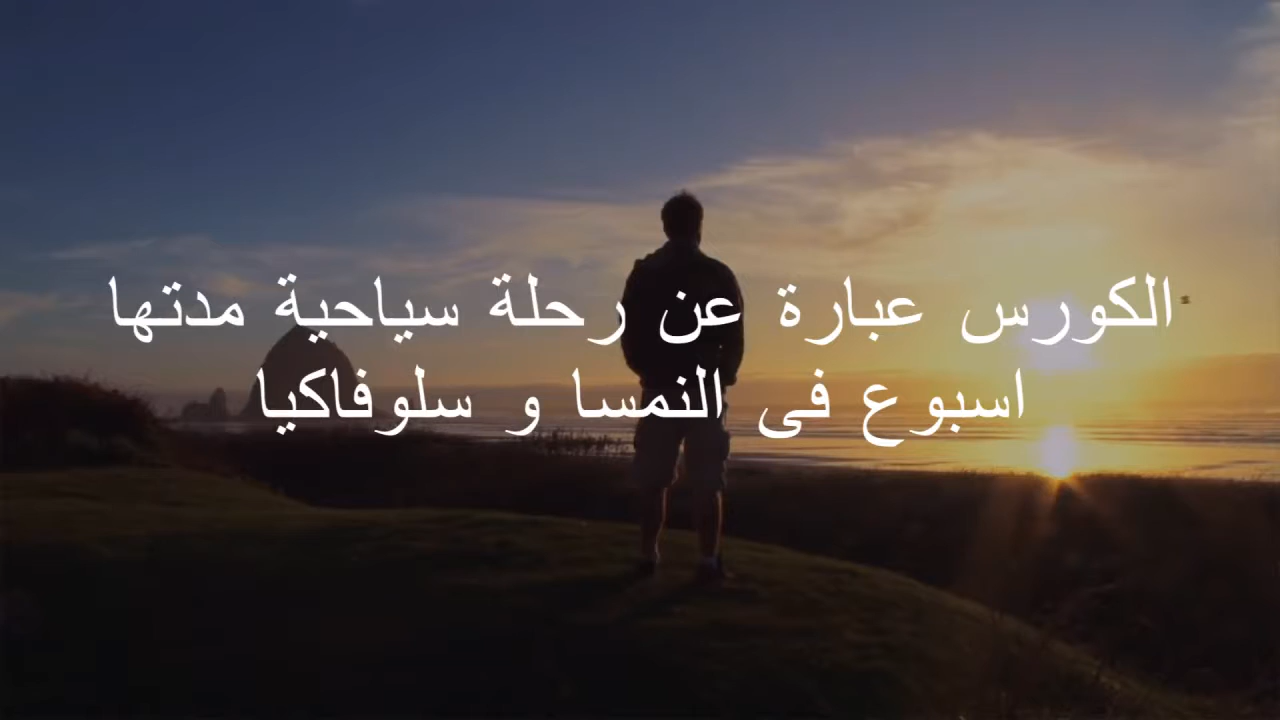 الكورس عبارة عن رحلة سياحية مدتها
اسبوع فى النمسا و سلوفاكيا